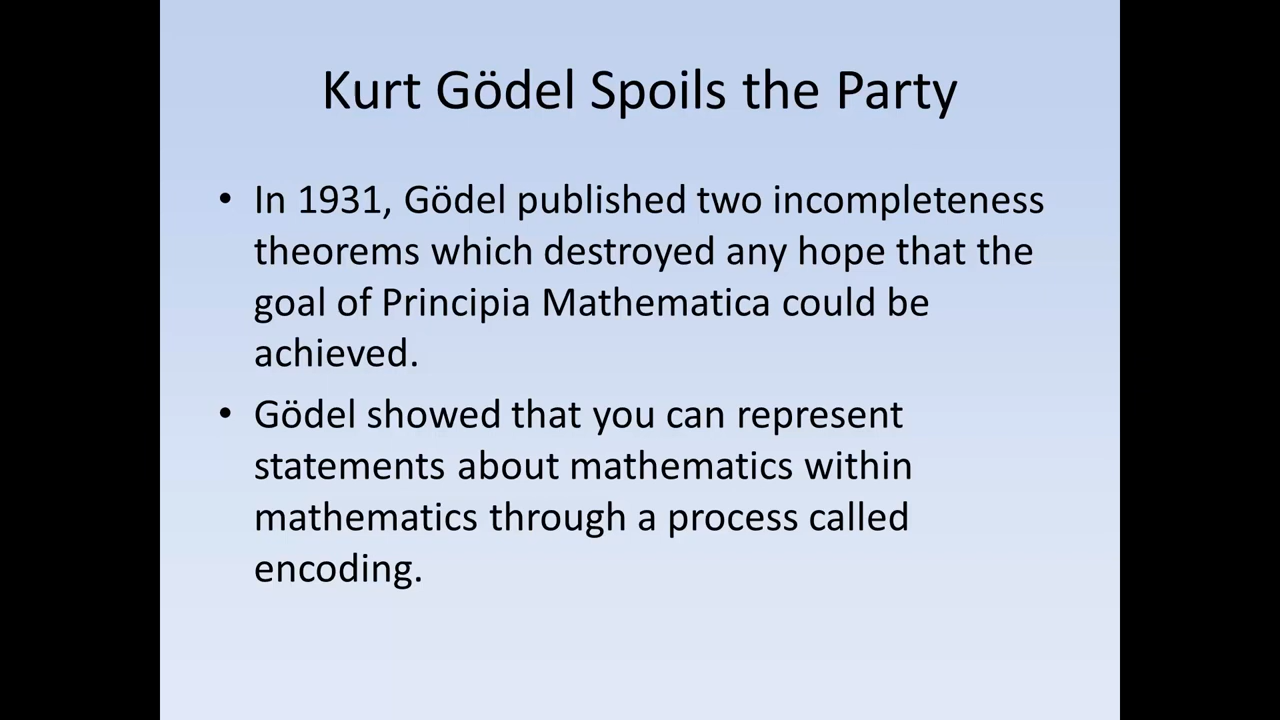 Kurt Gödel Spoils the Party
• In 1931, Gödel published two incompleteness
theorems which destroyed any hope that the
goal of Principia Mathematica could be
achieved.
• Gödel showed that you can represent
statements about mathematics within
mathematics through a process called
encoding.